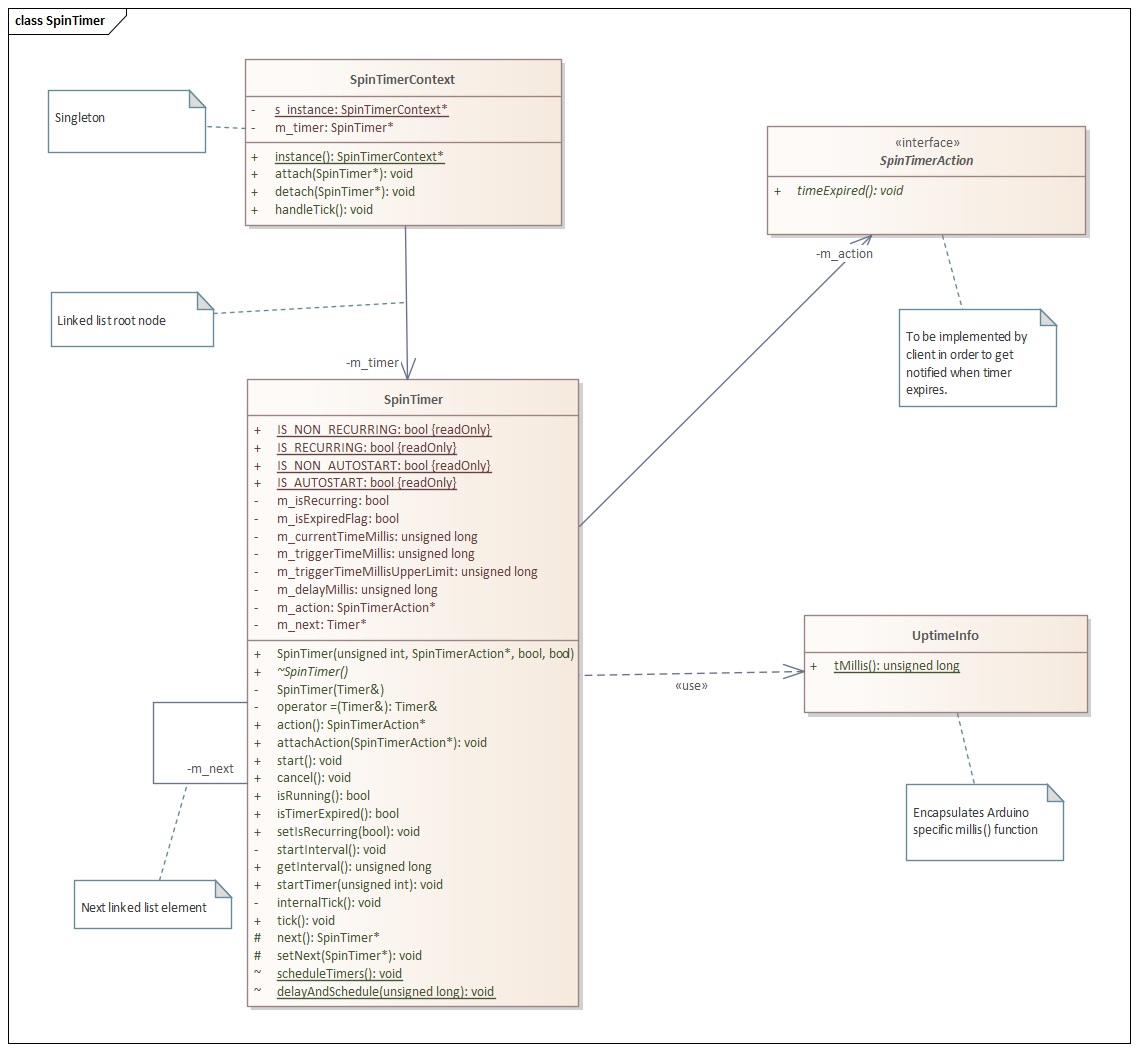 class SpinTimer
SpinTimerContext
- s_instance: SpinTimerContext*
- m_timer: SpinTimer*
+ instance(): SpinTimerContext*
+ attach(SpinTimer*): void
+ detach(SpinTimer*): void
+ handleTick(): void
Singleton
«interface»
SpinTimerAction
+ timeExpired(): void
-m_action
To be implemented by
client in order to get
notified when timer
expires.
Linked list root node
-m_timer
SpinTimer
+ IS_NON_RECURRING: bool {readOnly}
+ IS_RECURRING: bool {readOnly}
+ IS_NON_AUTOSTART: bool {readOnly}
+ IS_AUTOSTART: bool {readOnly}
- m_isRecurring: bool
- m_isExpiredFlag: bool
- m_currentTimeMillis: unsigned long
- m_triggerTimeMillis: unsigned long
- m_triggerTimeMillisUpperLimit: unsigned long
- m_delayMillis: unsigned long
- m_action: SpinTimerAction*
- m_next: Timer*
+ SpinTimer(unsigned int, SpinTimerAction*, bool, bool)
+ ~SpinTimer()
- SpinTimer(Timer&)
- operator =(Timer&): Timer&
+ action(): SpinTimerAction*
+ attachAction(SpinTimerAction*): void
+ start(): void
+ cancel(): void
+ isRunning(): bool
+ isTimerExpired(): bool
+ setIsRecurring(bool): void
- startInterval(): void
+ getInterval(): unsigned long
+ startTimer(unsigned int): void
- internalTick(): void
+ tick(): void
# next(): SpinTimer*
# setNext(SpinTimer*): void
~ scheduleTimers(): void
~ delayAndSchedule(unsigned long): void
«use»
UptimeInfo
+ tMillis(): unsigned long
Encapsulates Arduino
specific millis() function
-m_next
Next linked list element